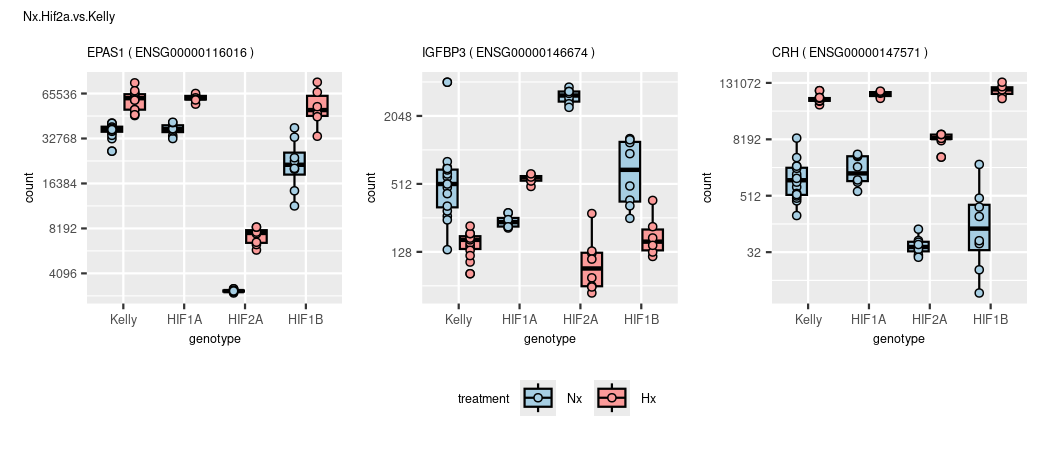 Nx.Hif2a.vs.Kelly
EPAS1 ( ENSG00000116016 )
65536
32768
16384
8192
4096
count
Kelly
HIF1A
HIF2A
HIF1B
genotype
IGFBP3 ( ENSG00000146674 )
2048
512
128
count
Kelly
HIF1A
HIF2A
HIF1B
genotype
CRH ( ENSG00000147571 )
131072
8192
512
32
count
Kelly
HIF1A
HIF2A
HIF1B
genotype
treatment
Nx
Hx